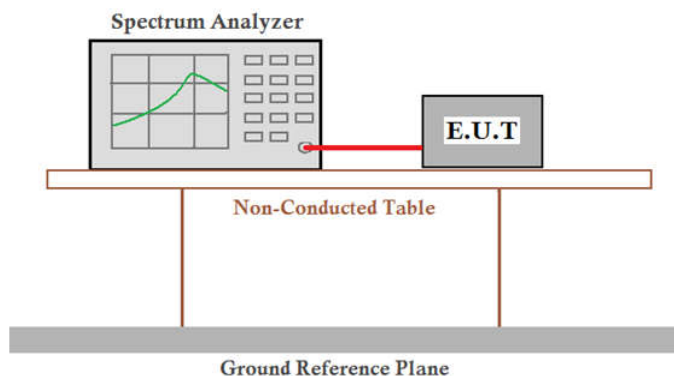 Spectrum Analyzer
E.U.T
Non-Conducted Table
Ground Reference Plane